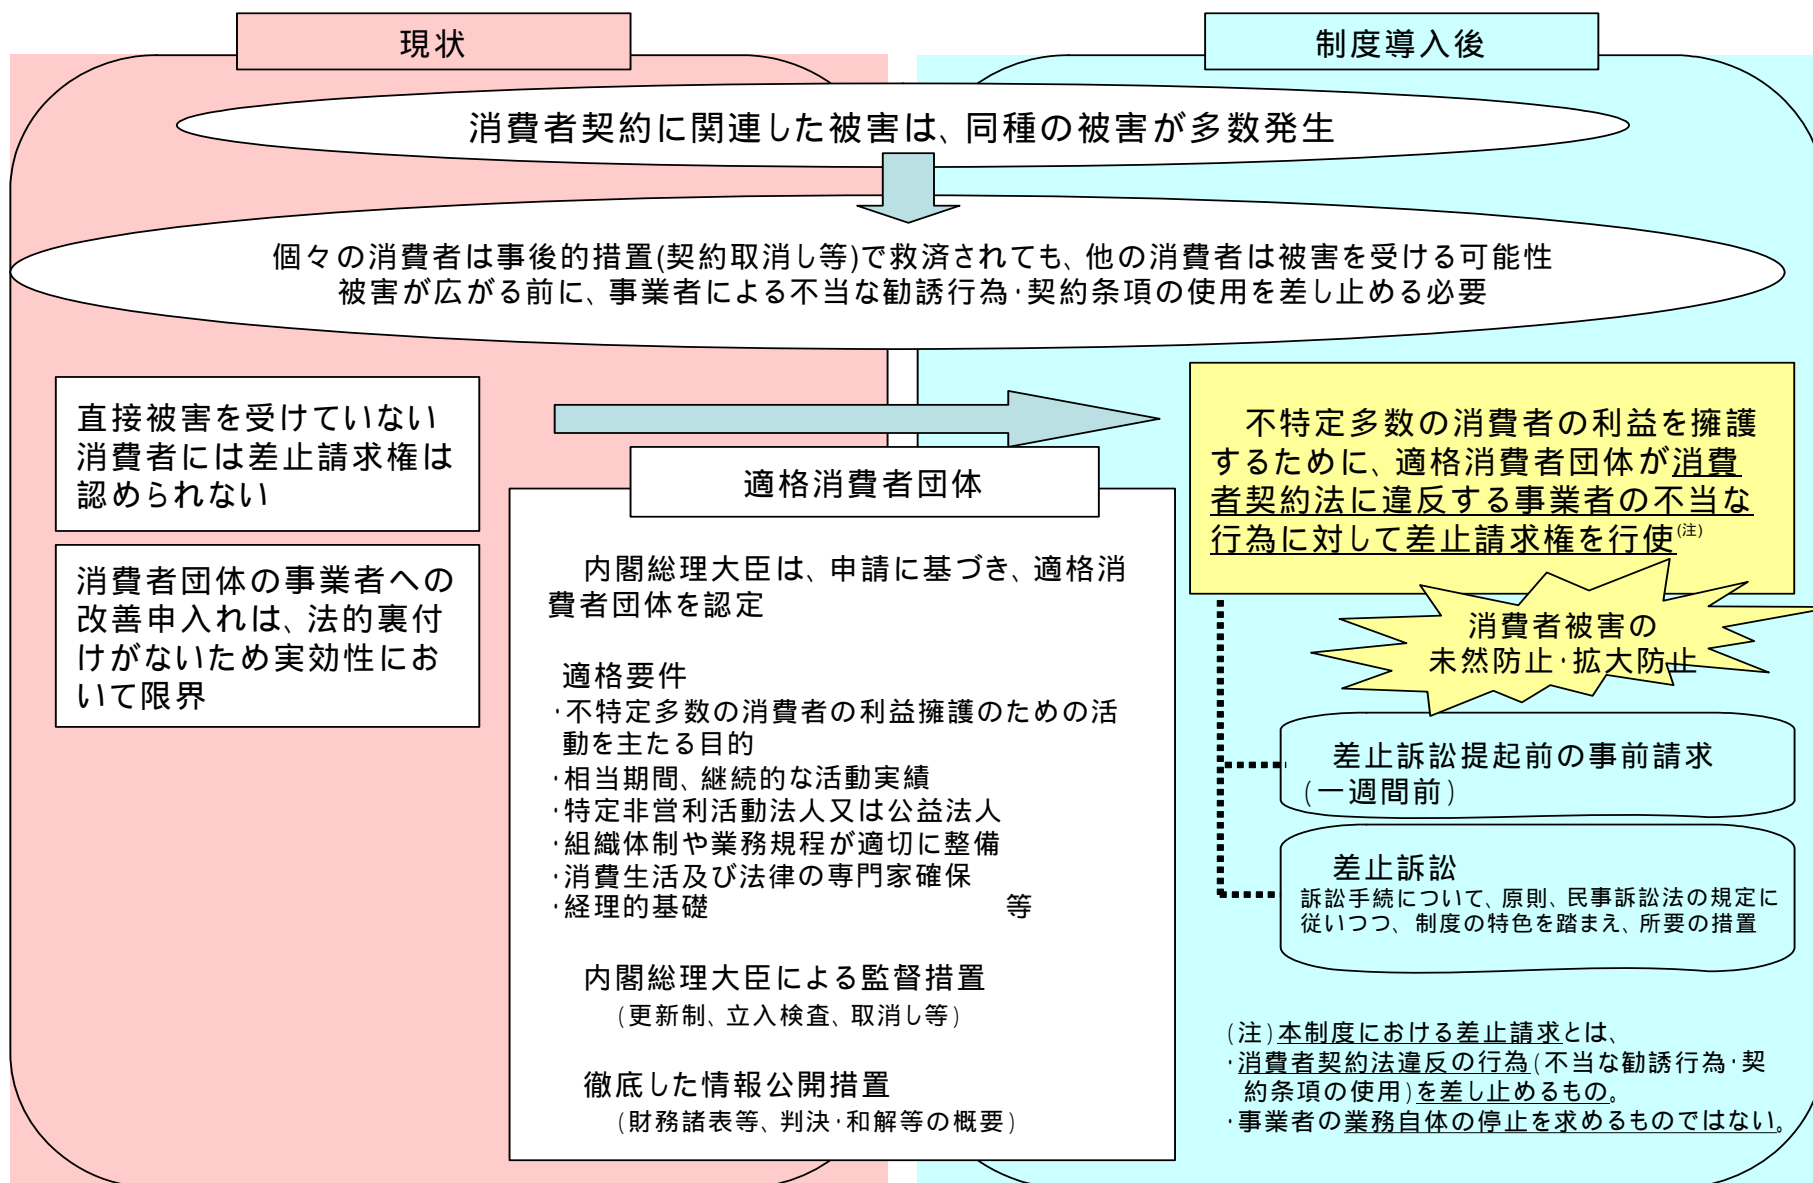 現状
制度導入後
消費者契約に関連した被害は、同種の被害が多数発生
個々の消費者は事後的措置(契約取消し等)で救済されても、他の消費者は被害を受ける可能性
被害が広がる前に、事業者による不当な勧誘行為・契約条項の使用を差し止める必要
直接被害を受けていない
消費者には差止請求権は
認められない
消費者団体の事業者への
改善申入れは、法的裏付
けがないため実効性にお
いて限界
適格消費者団体
内閣総理大臣は、申請に基づき、適格消
費者団体を認定
適格要件
・不特定多数の消費者の利益擁護のための活
動を主たる目的
・相当期間、継続的な活動実績
・特定非営利活動法人又は公益法人
・組織体制や業務規程が適切に整備
・消費生活及び法律の専門家確保
・経理的基礎 等
内閣総理大臣による監督措置
(更新制、立入検査、取消し等)
徹底した情報公開措置
(財務諸表等、判決・和解等の概要)
不特定多数の消費者の利益を擁護
するために、適格消費者団体が消費
者契約法に違反する事業者の不当な
行為に対して差止請求権を行使(注)
消費者被害の
未然防止・拡大防止
差止訴訟提起前の事前請求
(一週間前)
差止訴訟
訴訟手続について、原則、民事訴訟法の規定に
従いつつ、制度の特色を踏まえ、所要の措置
(注)本制度における差止請求とは、
・消費者契約法違反の行為(不当な勧誘行為・契
約条項の使用)を差し止めるもの。
・事業者の業務自体の停止を求めるものではない。